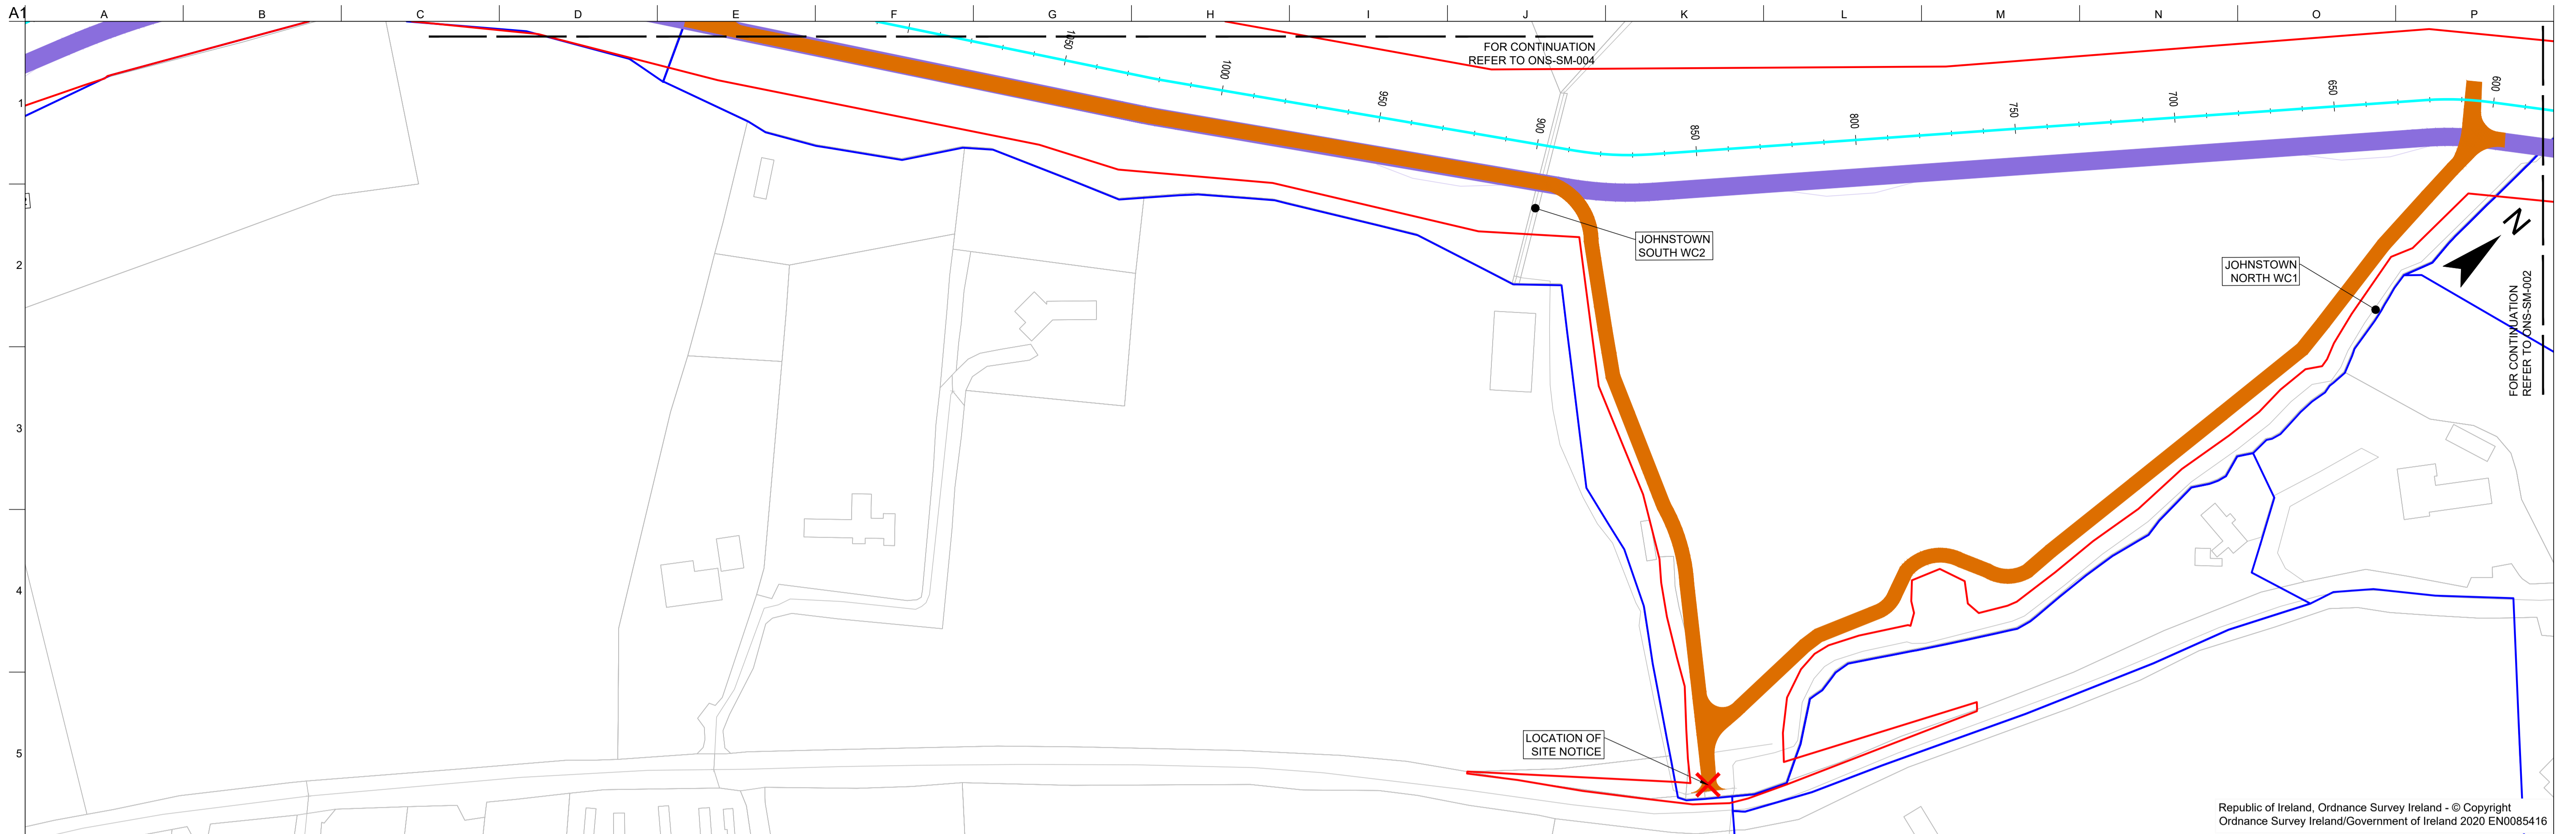 A1
A B C D E F G H I J K L M N O P
FOR CONTINUATION
REFER TO ONS-SM-004
1050
1000
950
900
850
800
750
700
650
600
1
2
3
4
5
JOHNSTOWN
SOUTH WC2
JOHNSTOWN
NORTH WC1
N
FOR CONTINUATION
REFER TO ONS-SM-002
LOCATION OF
SITE NOTICE
Republic of Ireland, Ordnance Survey Ireland - © Copyright
Ordnance Survey Ireland/Government of Ireland 2020 EN0085416